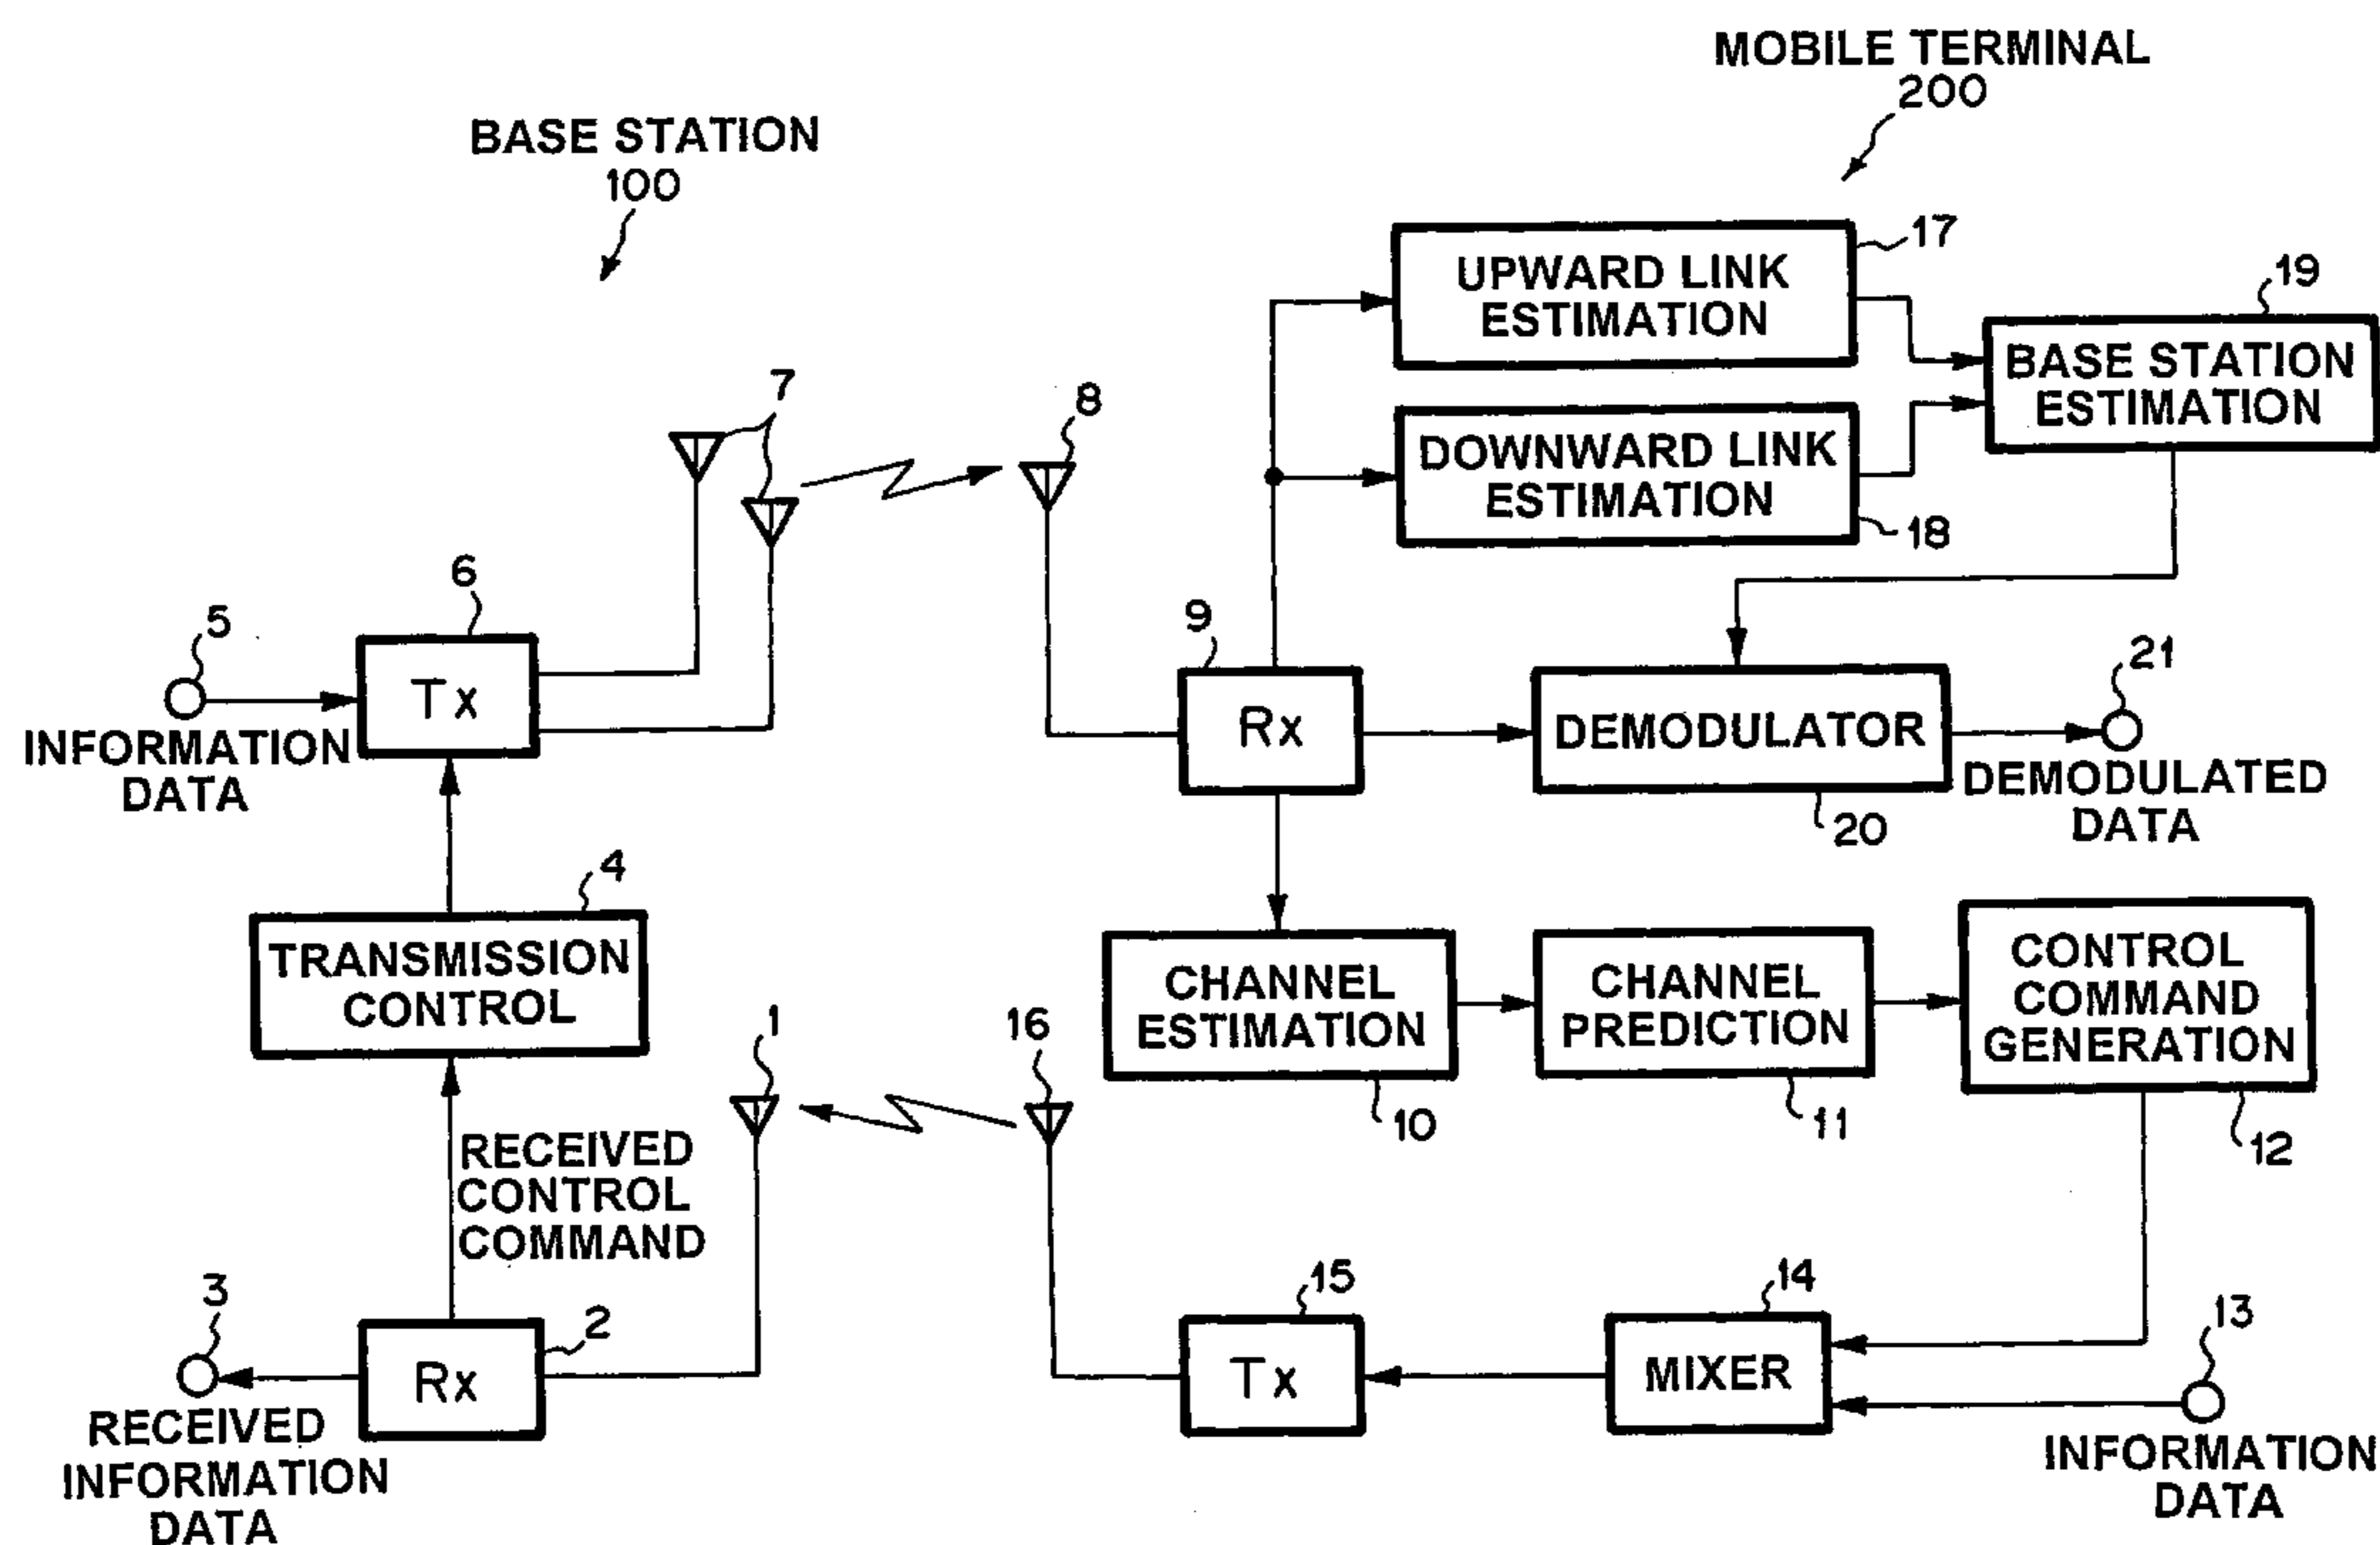 MOBILE TERMINAL
200
BASE STATION
100
17
UPWARD LINK
ESTIMATION
19
BASE STATION
ESTIMATION
7
8
DOWNWARD LINK
ESTIMATION
18
6
5
Tx
INFORMATION
DATA
9
Rx
DEMODULATOR
20
21
DEMODULATED
DATA
4
TRANSMISSION
CONTROL
CHANNEL
ESTIMATION
10
CHANNEL
PREDICTION
11
CONTROL
COMMAND
GENERATION
12
1
16
RECEIVED
CONTROL
COMMAND
3
2
Rx
RECEIVED
INFORMATION
DATA
15
Tx
14
MIXER
13
INFORMATION
DATA